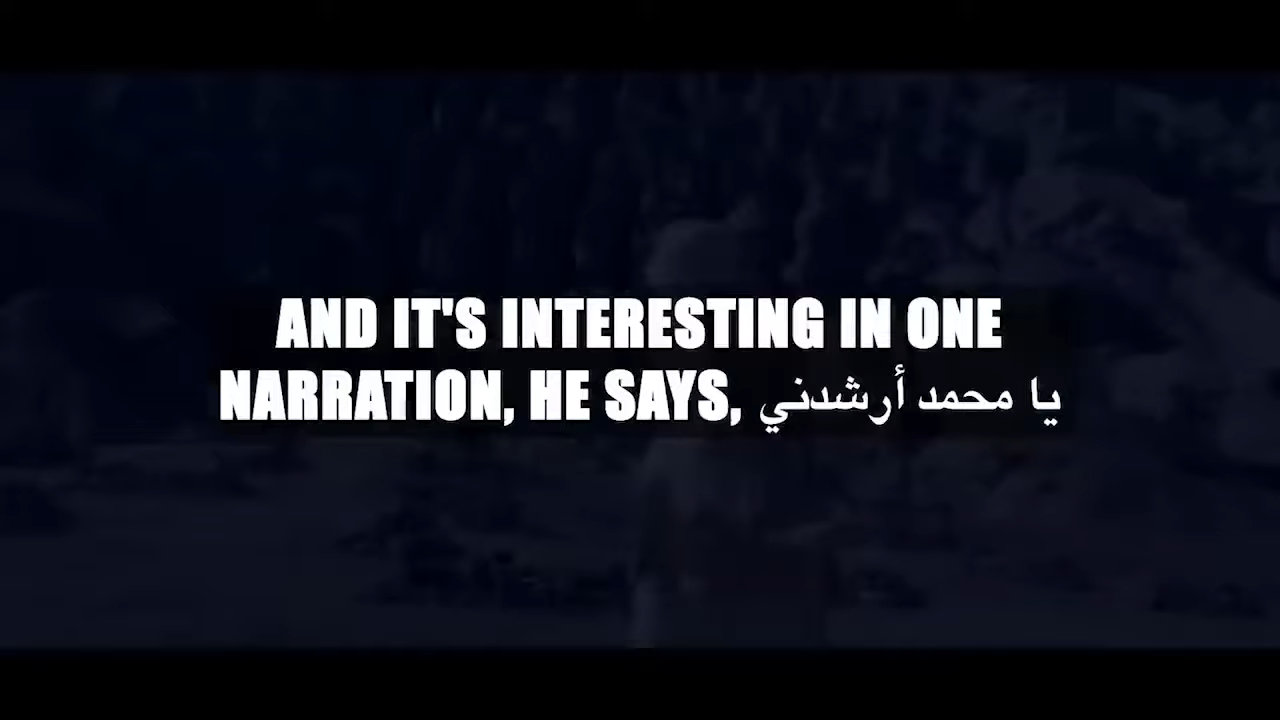 AND IT'S INTERESTING IN ONE
NARRATION, HE SAYS, يا محمد أرشدني